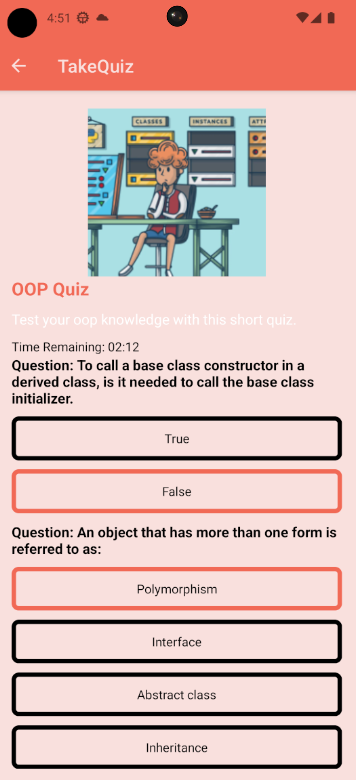 4:51
TakeQuiz
CLASSES
INSTANCES
OOP Quiz
Test your oop knowledge with this short quiz.
Time Remaining: 02:12
Question: To call a base class constructor in a
derived class, is it needed to call the base class
initializer.
True
False
Question: An object that has more than one form is
referred to as:
Polymorphism
Interface
Abstract class
Inheritance